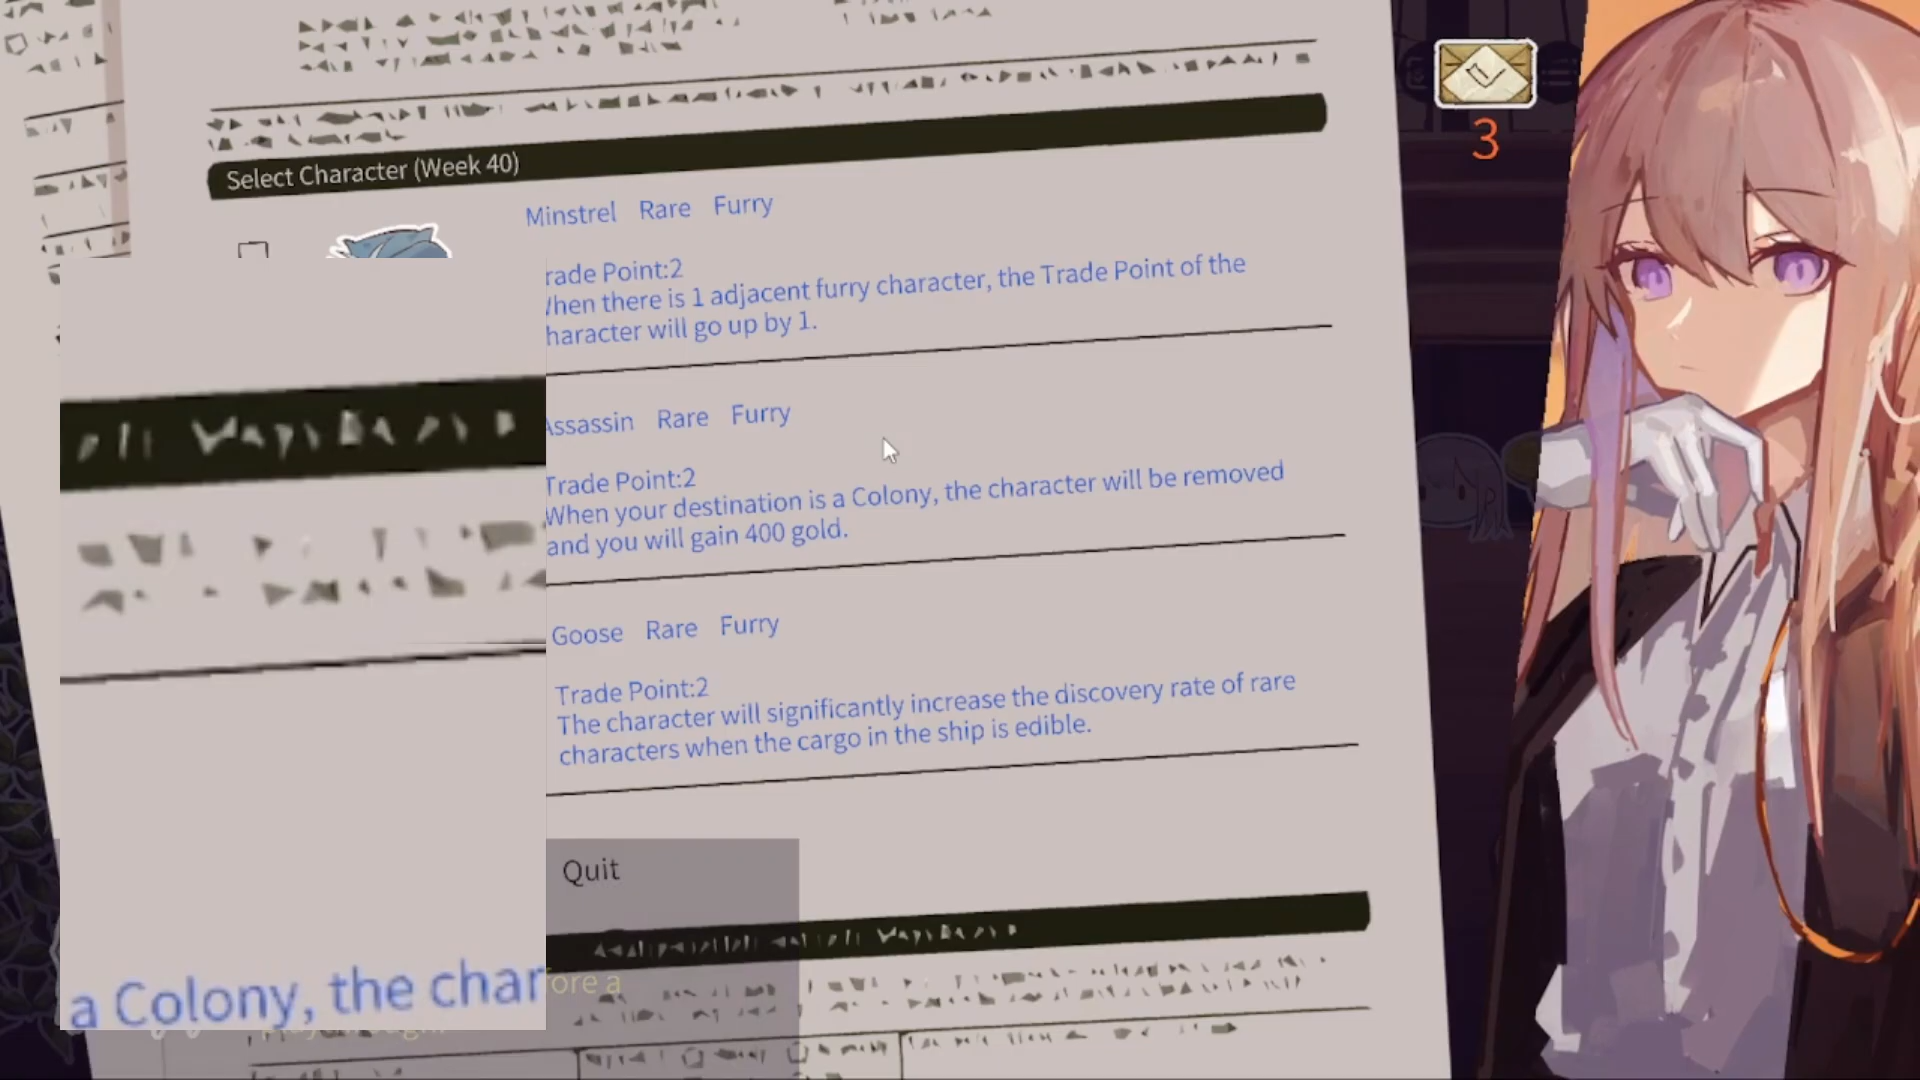 Select Character (Week 40)
3
Minstrel Rare Furry
rade Point:2
hen there is 1 adjacent furry character, the Trade Point of the
haracter will go up by 1.
Assassin Rare Furry
Trade Point:2
When your destination is a Colony, the character will be removed
and you will gain 400 gold.
Goose Rare Furry
Trade Point:2
The character will significantly increase the discovery rate of rare
characters when the cargo in the ship is edible.
Quit
ore a
a Colony, the char